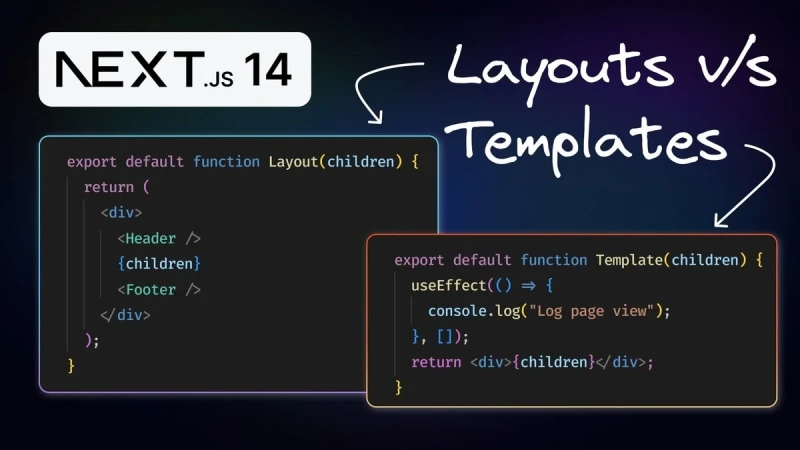 NEXT.JS 14
Layouts v/s
Templates
export default function Layout(children) {
return (
<div>
<Header />
{children}
<Footer />
</div>
);
}
export default function Template(children) {
useEffect(() => {
console.log("Log page view");
}, []);
return <div>{children}</div>;
}